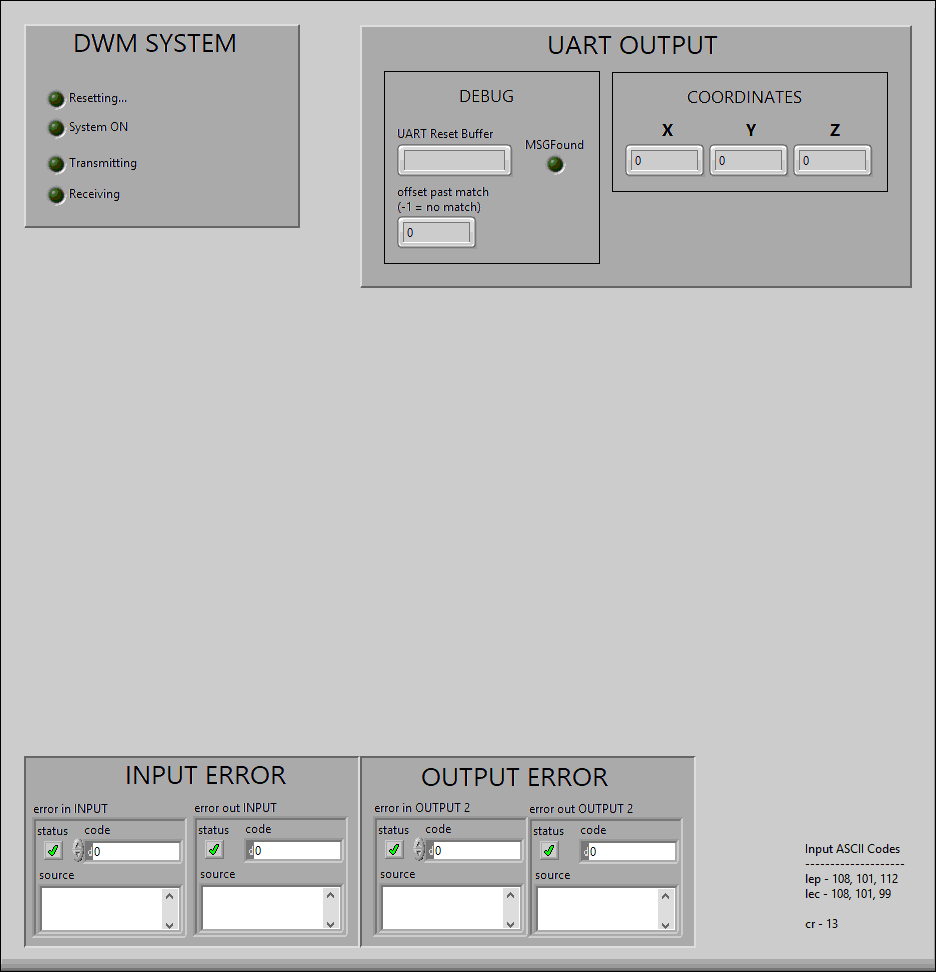 DWM SYSTEM
Resetting...
System ON
Transmitting
Receiving
UART OUTPUT
DEBUG
UART Reset Buffer
MSGFound
offset past match
(-1 = no match)
0
COORDINATES
X Y Z
0 0 0
INPUT ERROR
error in INPUT
status code
d 0
source
error out INPUT
status code
d 0
source
OUTPUT ERROR
error in OUTPUT 2
status code
d 0
source
error out OUTPUT 2
status code
d 0
source
Input ASCII Codes
--------------------
lep - 108, 101, 112
lec - 108, 101, 99
cr - 13